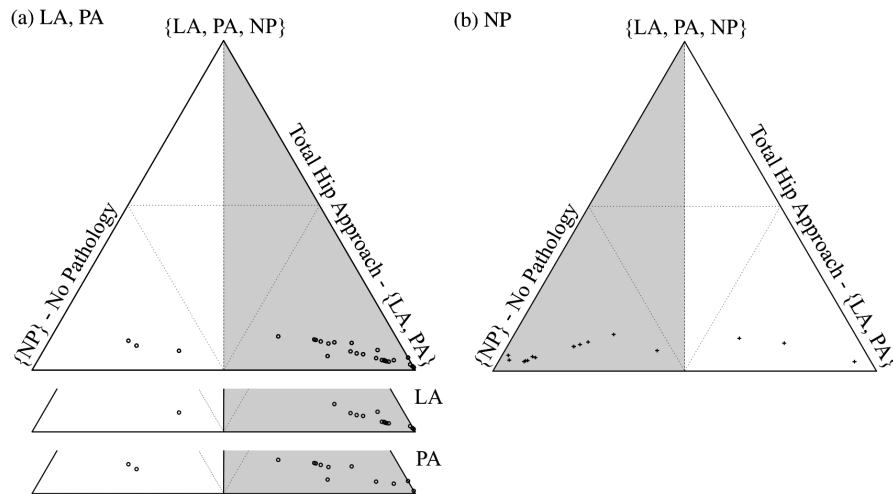 (a) LA, PA
{LA, PA, NP}
{NP} - No Pathology
Total Hip Approach - {LA, PA}
LA
PA
(b) NP
{LA, PA, NP}
{NP} - No Pathology
Total Hip Approach - {LA, PA}